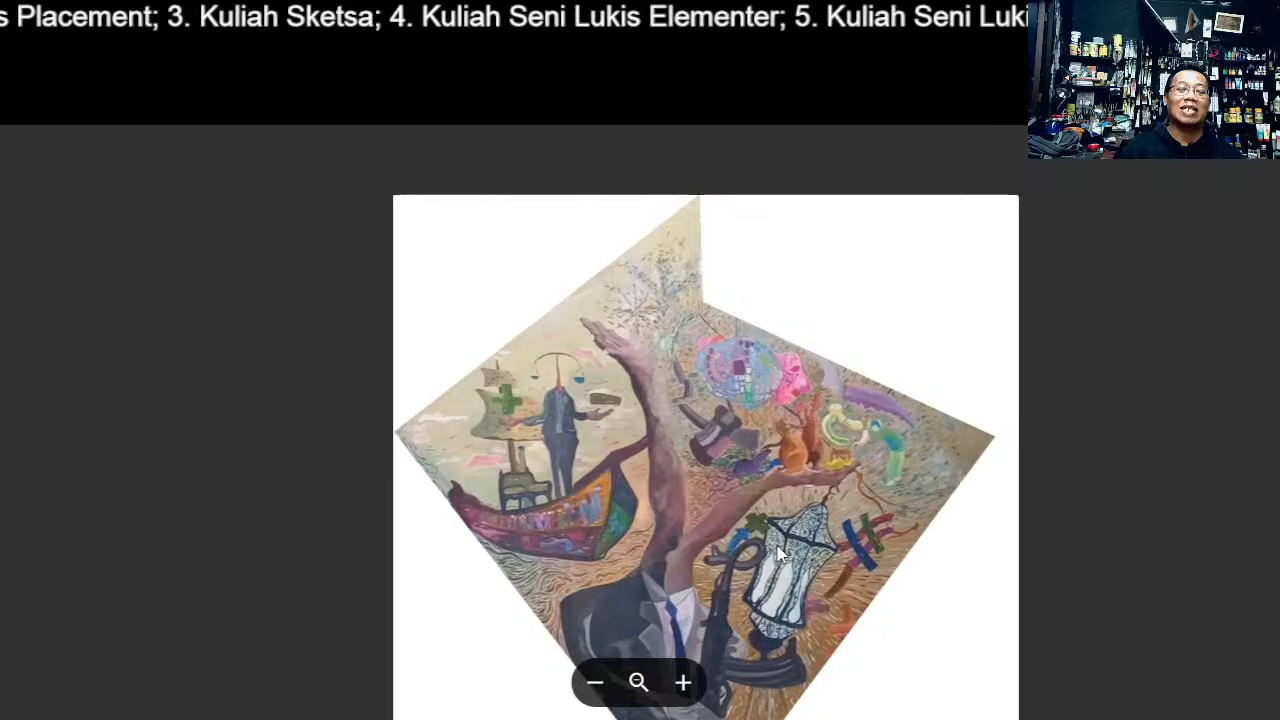 s Placement; 3. Kuliah Sketsa; 4. Kuliah Seni Lukis Elementer; 5. Kuliah Seni Luki